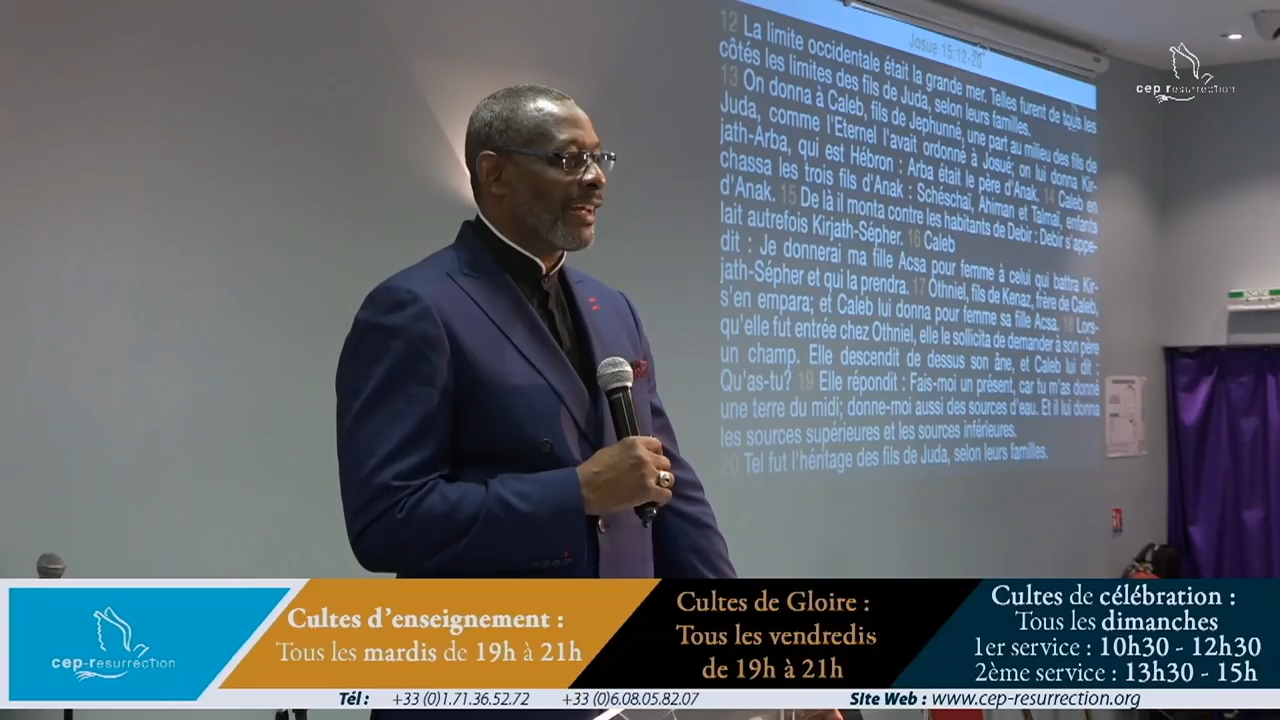 Josué 15:12-20
12 La limite occidentale était la grande mer. Telles furent de tous les
côtés les limites des fils de Juda, selon leurs familles.
13 On donna à Caleb, fils de Jephunné, une part au milieu des fils de
Juda, comme l'Eternel l'avait ordonné à Josué; on lui donna Kir-
jath-Arba, qui est Hébron : Arba était le père d'Anak. 14 Caleb en
chassa les trois fils d'Anak : Schéschaï, Ahiman et Talmaï, enfants
d'Anak. 15 De là il monta contre les habitants de Debir : Debir s'appe-
lait autrefois Kirjath-Sépher. 16 Caleb
dit : Je donnerai ma fille Acsa pour femme à celui qui battra Kir-
jath-Sépher et qui la prendra. 17 Othniel, fils de Kenaz, frère de Caleb,
s'en empara; et Caleb lui donna pour femme sa fille Acsa. 18 Lors-
qu'elle fut entrée chez Othniel, elle le sollicita de demander à son père
un champ. Elle descendit de dessus son âne, et Caleb lui dit :
Qu'as-tu? 19 Elle répondit : Fais-moi un présent, car tu m'as donné
une terre du midi; donne-moi aussi des sources d'eau. Et il lui donna
les sources supérieures et les sources inférieures.
20 Tel fut l'héritage des fils de Juda, selon leurs familles.
cep-resurrection
cep-resurrection
Cultes d'enseignement :
Tous les mardis de 19h à 21h
Cultes de Gloire :
Tous les vendredis
de 19h à 21h
Cultes de célébration :
Tous les dimanches
1er service : 10h30 - 12h30
2ème service : 13h30 - 15h
Tél : +33 (0)1.71.36.52.72 +33 (0)6.08.05.82.07 Site Web : www.cep-resurrection.org